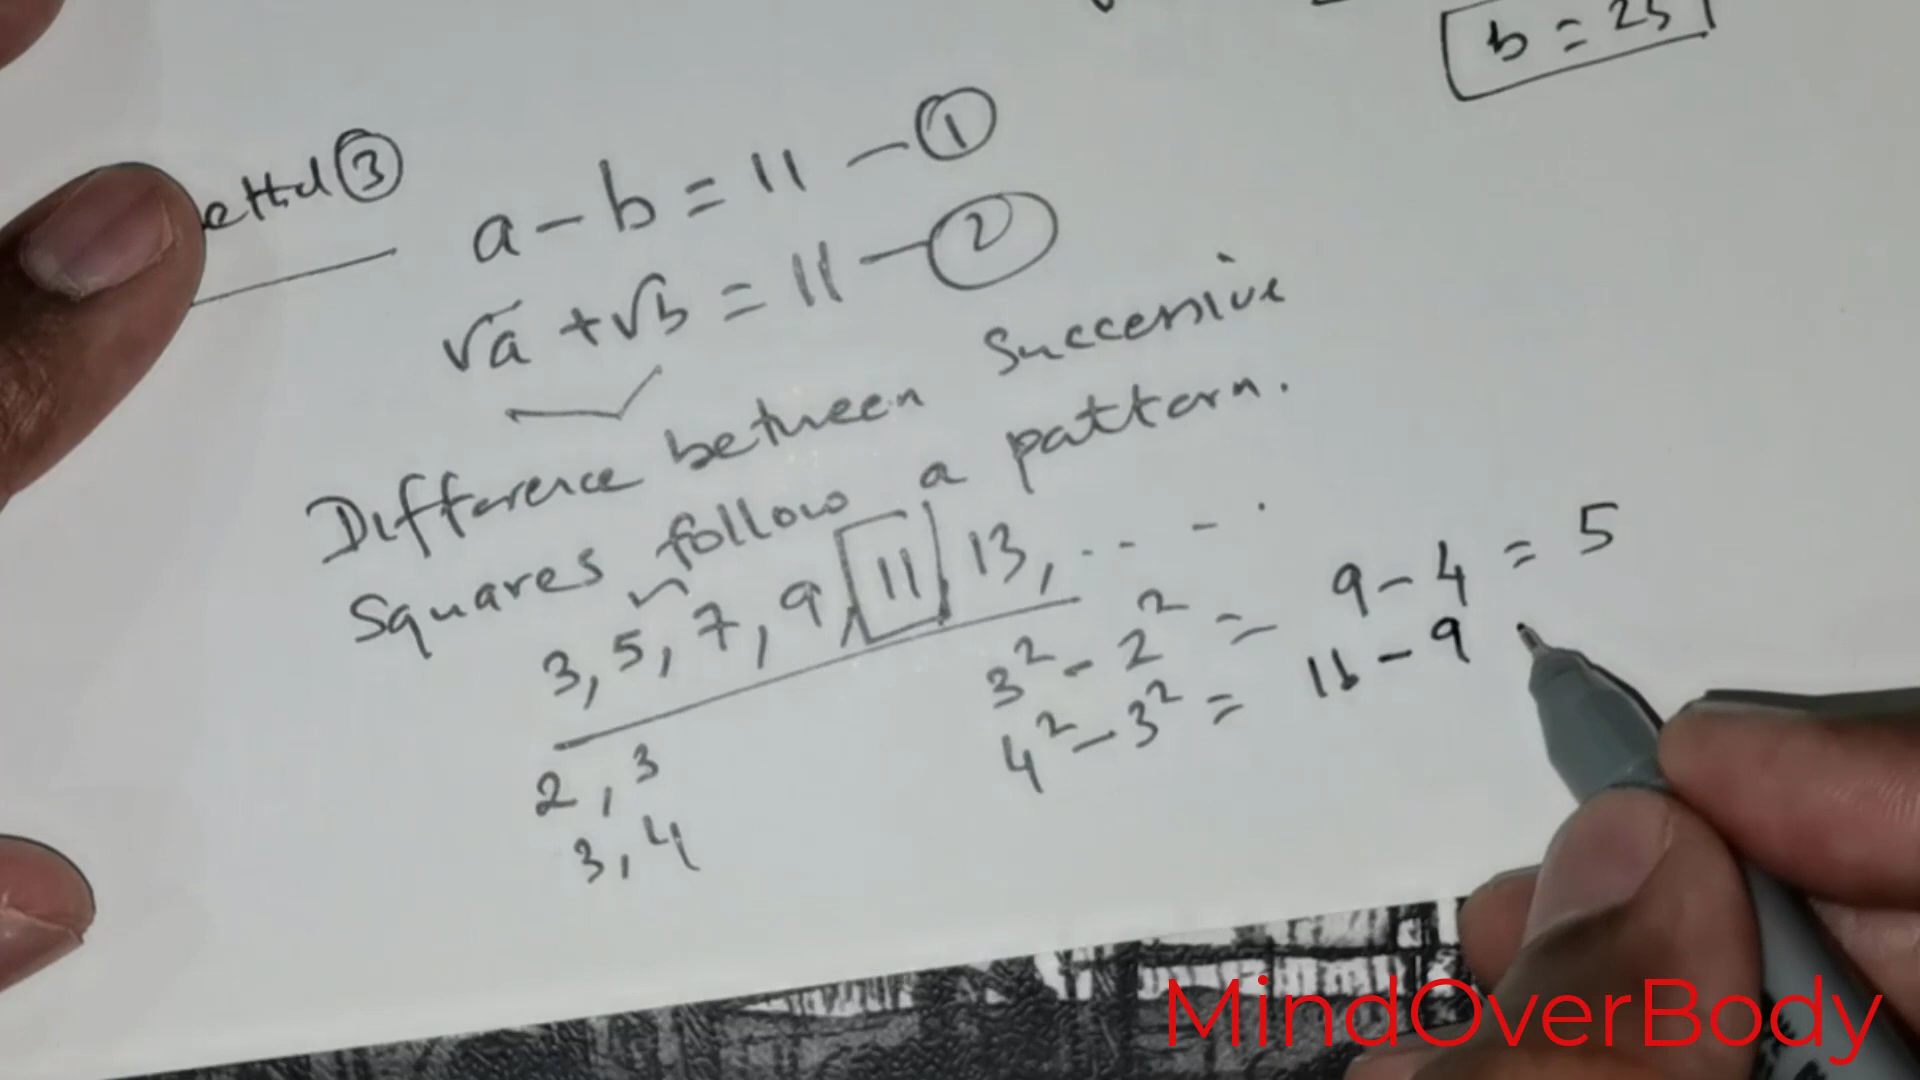 b = 25
ethd ③
a - b = 11 — ①
√a + √b = 11 — ②
Difference between Successive
Squares follow a pattern.
3, 5, 7, 9, 11, 13, . . - - .
3² - 2² = 9 - 4 = 5
4² - 3² = 16 - 9
2, 3
3, 4
MindOverBody